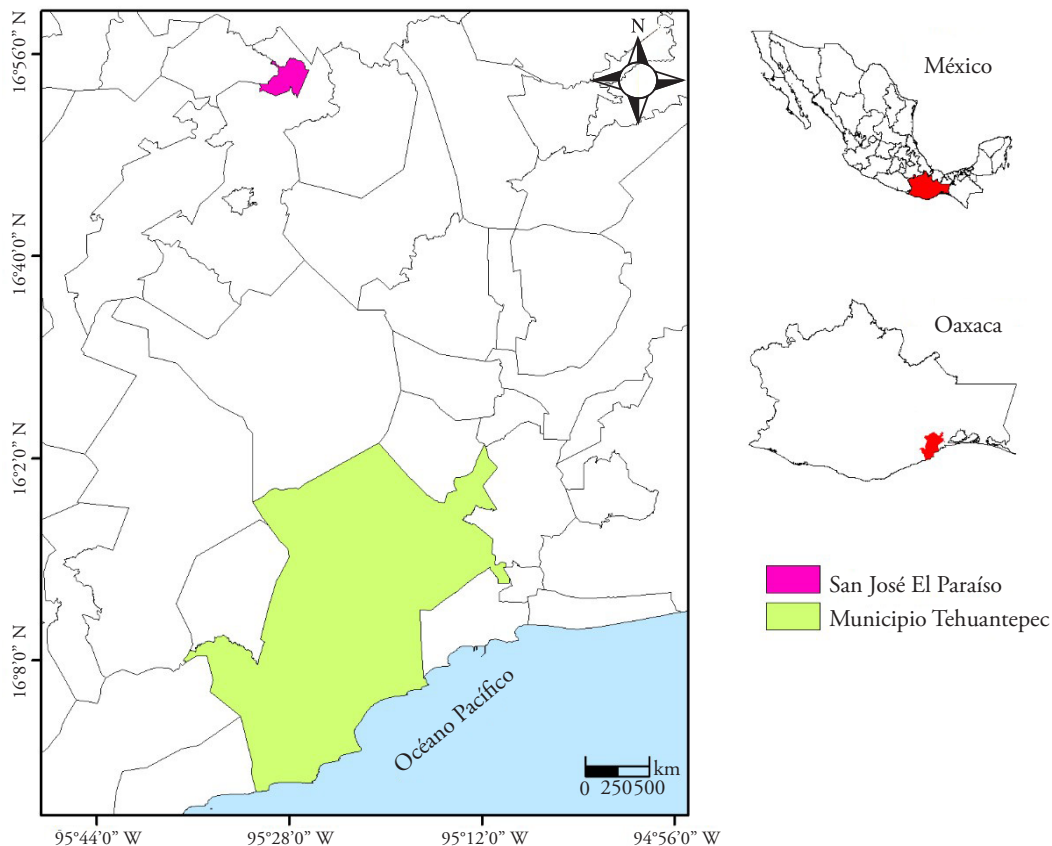 N
16°56’0” N
16°40’0” N
16°2’0” N
16°8’0” N
95°44’0” W
95°28’0” W
95°12’0” W
94°56’0” W
Océano Pacífico
km
0 250500
México
Oaxaca
San José El Paraíso
Municipio Tehuantepec